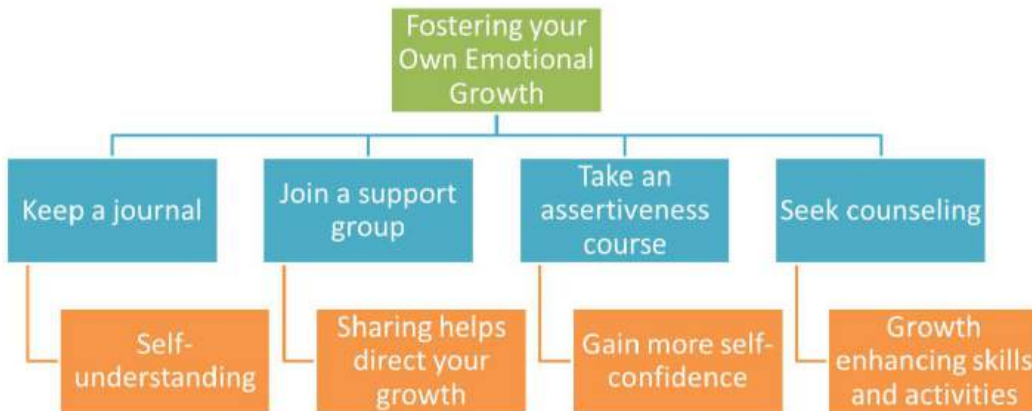 Fostering your
Own Emotional
Growth
Keep a journal
Join a support
group
Take an
assertiveness
course
Seek counseling
Self-
understanding
Sharing helps
direct your
growth
Gain more self-
confidence
Growth
enhancing skills
and activities